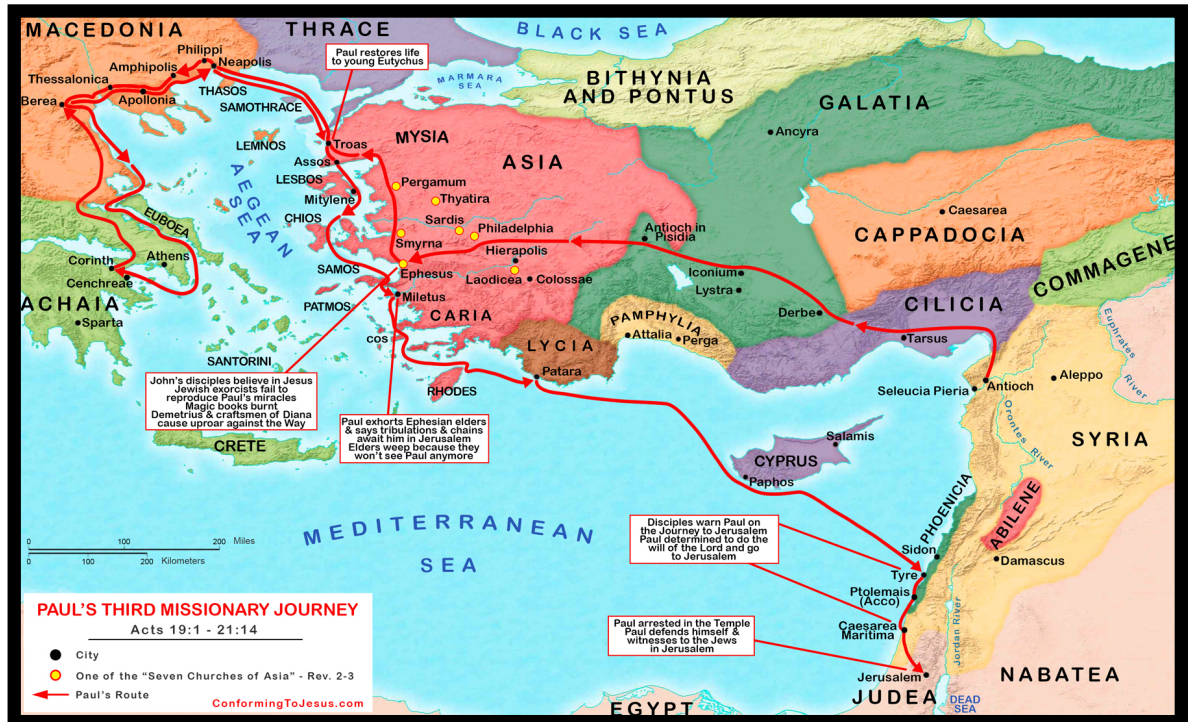 MACEDONIA
THRACE
BLACK SEA
Philippi
Neapolis
Amphipolis
Thessalonica
Berea
Apollonia
THASOS
SAMOTHRACE
Paul restores life
to young Eutychus
MARMARA
SEA
BITHYNIA
AND PONTUS
GALATIA
Ancyra
LEMNOS
Troas
MYSIA
ASIA
Assos
LESBOS
Mitylene
Pergamum
Thyatira
AEGEAN
SEA
CHIOS
Sardis
Philadelphia
Smyrna
Hierapolis
Antioch in
Pisidia
Caesarea
CAPPADOCIA
COMMAGENE
EUBOEA
Athens
Corinth
Cenchreae
ACHAIA
Sparta
SAMOS
Ephesus
Laodicea
Colossae
Iconium
Lystra
Derbe
CILICIA
Tarsus
Euphrates
River
PATMOS
Miletus
CARIA
PAMPHYLIA
Attalia
Perga
LYCIA
Patara
COS
SANTORINI
RHODES
Seleucia Pieria
Antioch
Aleppo
Orontes
River
SYRIA
John's disciples believe in Jesus
Jewish exorcists fail to
reproduce Paul's miracles
Magic books burnt
Demetrius & craftsmen of Diana
cause uproar against the Way
Paul exhorts Ephesian elders
& says tribulations & chains
await him in Jerusalem
Elders weep because they
won't see Paul anymore
CRETE
Salamis
CYPRUS
Paphos
MEDITERRANEAN
SEA
PHOENICIA
ABILENE
Disciples warn Paul on
the Journey to Jerusalem
Paul determined to do the
will of the Lord and go
to Jerusalem
Sidon
Damascus
Tyre
Ptolemais
(Acco)
Caesarea
Maritima
Jordan River
Paul arrested in the Temple
Paul defends himself &
witnesses to the Jews
in Jerusalem
Jerusalem
JUDEA
DEAD
SEA
NABATEA
EGYPT
0 100 200 Miles
0 100 200 Kilometers
PAUL'S THIRD MISSIONARY JOURNEY
Acts 19:1 - 21:14
City
One of the "Seven Churches of Asia" - Rev. 2-3
Paul's Route
ConformingToJesus.com